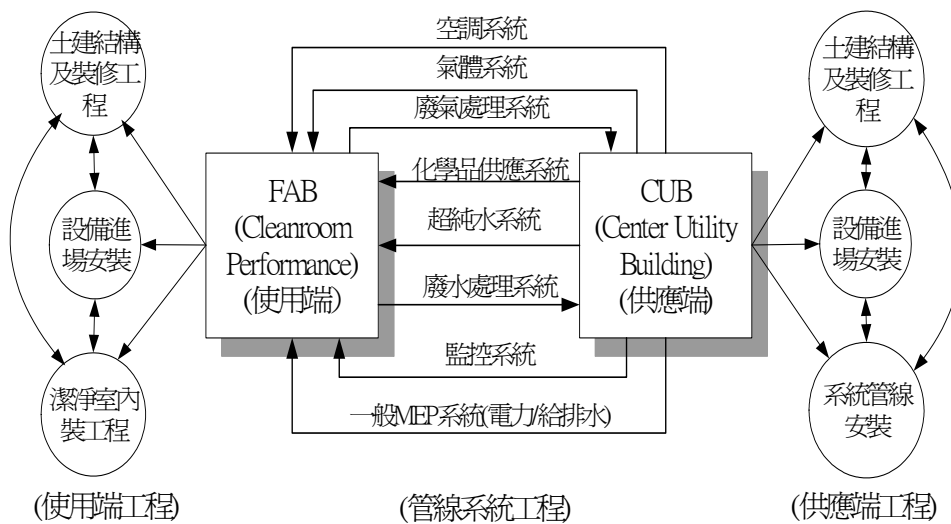 土建結構
及裝修工
程
設備進
場安裝
潔淨室內
裝工程
(使用端工程)
FAB
(Cleanroom
Performance)
(使用端)
空調系統
氣體系統
廢氣處理系統
化學品供應系統
超純水系統
廢水處理系統
監控系統
一般MEP系統(電力/給排水)
(管線系統工程)
CUB
(Center Utility
Building)
(供應端)
土建結構
及裝修工
程
設備進
場安裝
系統管線
安裝
(供應端工程)